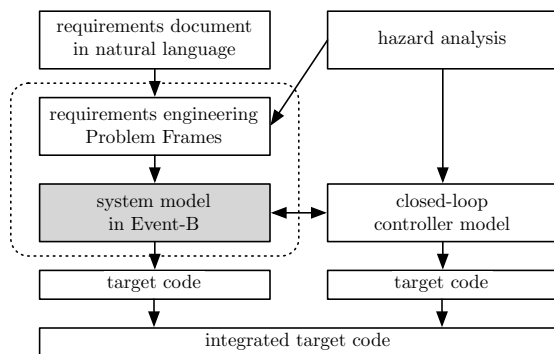 requirements document
in natural language
hazard analysis
requirements engineering
Problem Frames
system model
in Event-B
closed-loop
controller model
target code
target code
integrated target code